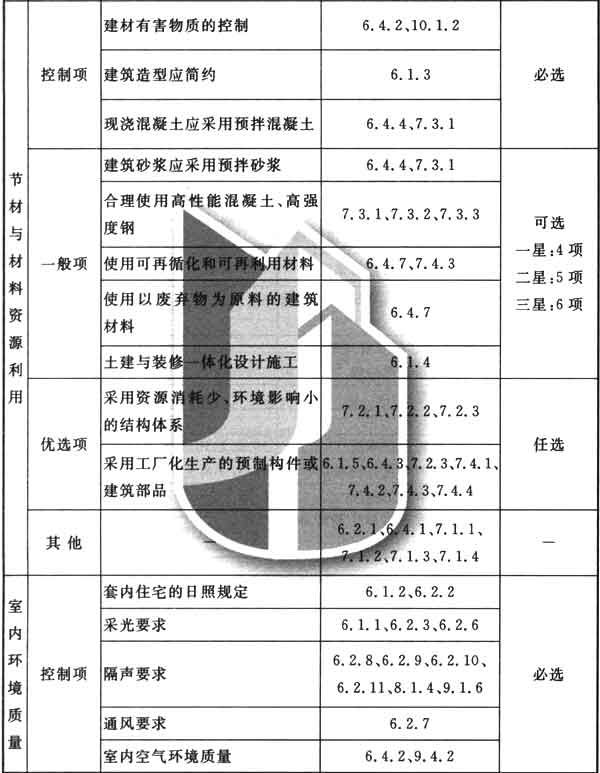 节材与材料资源利用
控制项
建材有害物质的控制
6.4.2、10.1.2
必选
建筑造型应简约
6.1.3
现浇混凝土应采用预拌混凝土
6.4.4、7.3.1
一般项
建筑砂浆应采用预拌砂浆
6.4.4、7.3.1
可选
一星:4 项
二星:5 项
三星:6 项
合理使用高性能混凝土、高强
度钢
7.3.1、7.3.2、7.3.3
使用可再循化和可再利用材料
6.4.7、7.4.3
使用以废弃物为原料的建筑
材料
6.4.7
土建与装修一体化设计施工
6.1.4
优选项
采用资源消耗少、环境影响小
的结构体系
7.2.1、7.2.2、7.2.3
任选
采用工厂化生产的预制构件或
建筑部品
6.1.5、6.4.3、7.2.3、7.4.1、
7.4.2、7.4.3、7.4.4
其他
—
6.2.1、6.4.1、7.1.1、
7.1.2、7.1.3、7.1.4
—
室内环境质量
控制项
套内住宅的日照规定
6.1.2、6.2.2
必选
采光要求
6.1.1、6.2.3、6.2.6
隔声要求
6.2.8、6.2.9、6.2.10、
6.2.11、8.1.4、9.1.6
通风要求
6.2.7
室内空气环境质量
6.4.2、9.4.2